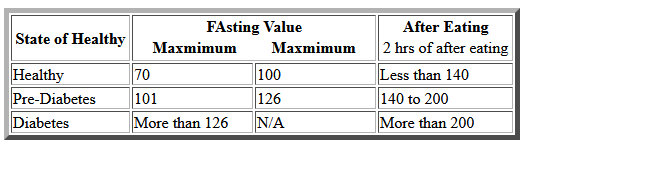 State of Healthy FAsting Value After Eating
Maxmimum Maxmimum 2 hrs of after eating
Healthy 70 100 Less than 140
Pre-Diabetes 101 126 140 to 200
Diabetes More than 126 N/A More than 200